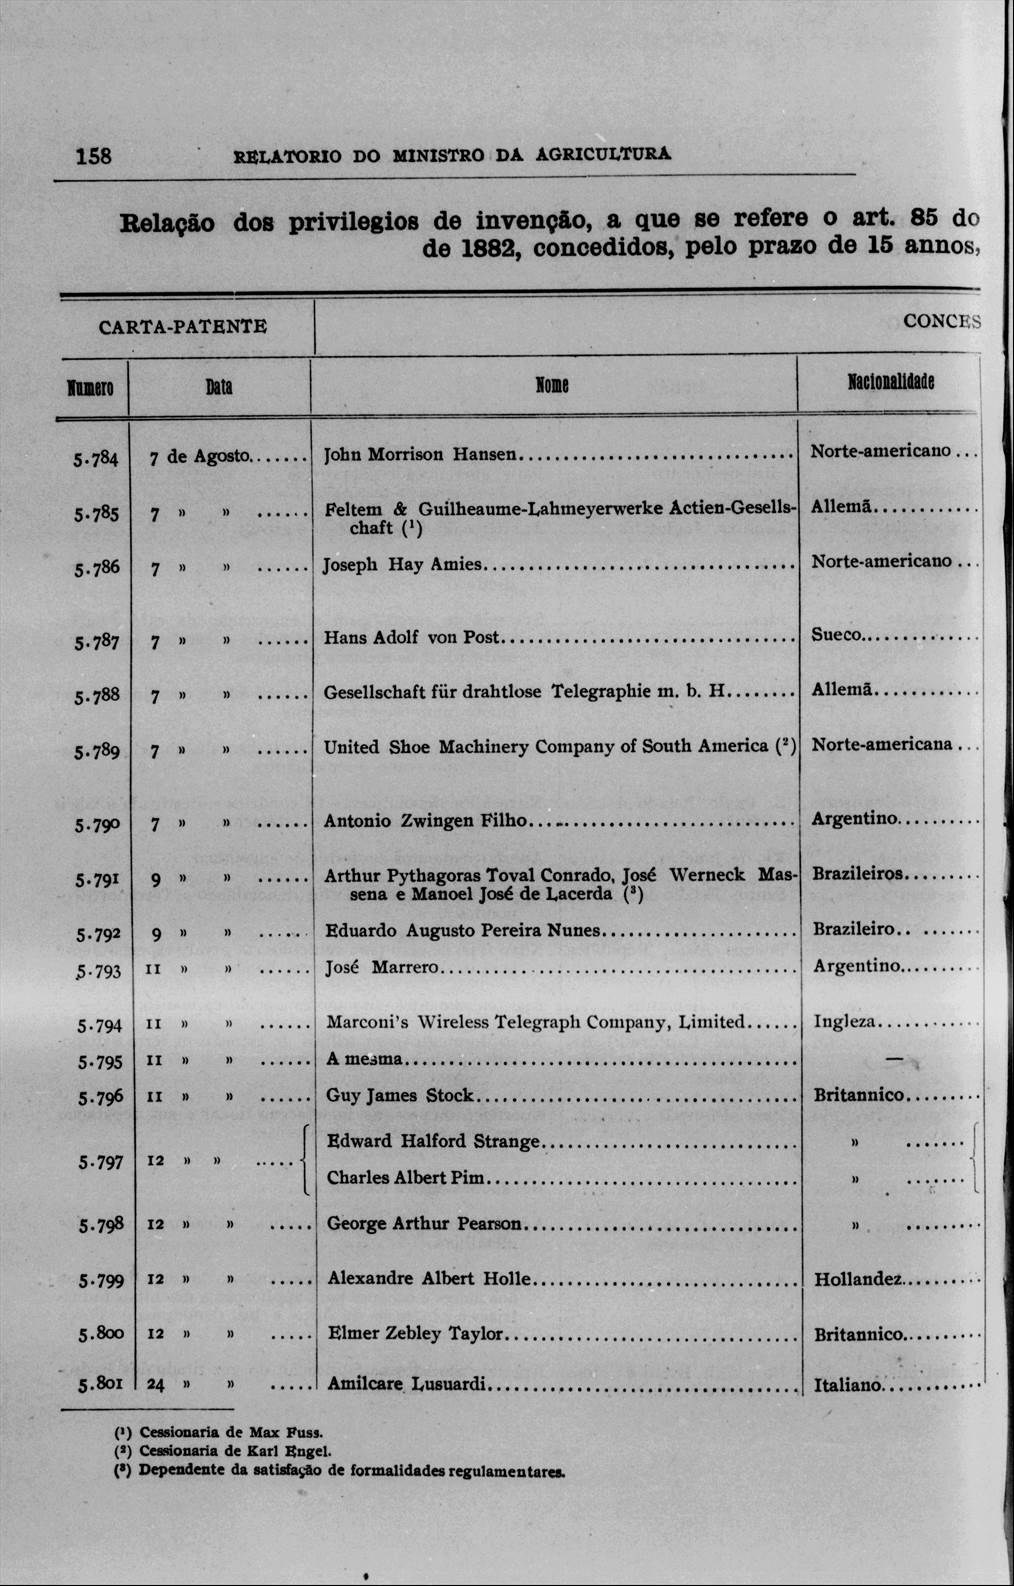 158 RELATORIO DO MINISTRO DA AGRICULTURA
Relação dos privilegios de invenção, a que se refere o art. 85 do
de 1882, concedidos, pelo prazo de 15 annos,
CARTA-PATENTE CONCES
Numero Data Nome Nacionalidade
5.784 7 de Agosto....... John Morrison Hansen............................... Norte-americano ...
5.785 7 » » ...... Feltem & Guilheaume-Lahmeyerwerke Actien-Gesells- Allemã............
chaft (¹)
5.786 7 » » ...... Joseph Hay Amies................................... Norte-americano ...
5.787 7 » » ...... Hans Adolf von Post................................. Sueco..............
5.788 7 » » ...... Gesellschaft für drahtlose Telegraphie m. b. H........ Allemã............
5.789 7 » » ...... United Shoe Machinery Company of South America (²) Norte-americana ...
5.790 7 » » ...... Antonio Zwingen Filho.............................. Argentino..........
5.791 9 » » ...... Arthur Pythagoras Toval Conrado, José Werneck Mas- Brazileiros.........
sena e Manoel José de Lacerda (³)
5.792 9 » » ...... Eduardo Augusto Pereira Nunes...................... Brazileiro.. .......
5.793 11 » » ...... José Marrero........................................ Argentino..........
5.794 11 » » ...... Marconi's Wireless Telegraph Company, Limited...... Ingleza............
5.795 11 » » ...... A mesma............................................ —
5.796 11 » » ...... Guy James Stock.................................... Britannico.........
Edward Halford Strange............................. » .......
5.797 12 » » .....
Charles Albert Pim................................... » .......
5.798 12 » » ..... George Arthur Pearson............................... » .........
5.799 12 » » ..... Alexandre Albert Holle.............................. Hollandez..........
5.800 12 » » ..... Elmer Zebley Taylor................................. Britannico..........
5.801 24 » » ..... Amilcare Lusuardi................................... Italiano............
(¹) Cessionaria de Max Fuss.
(²) Cessionaria de Karl Engel.
(³) Dependente da satisfação de formalidades regulamentares.